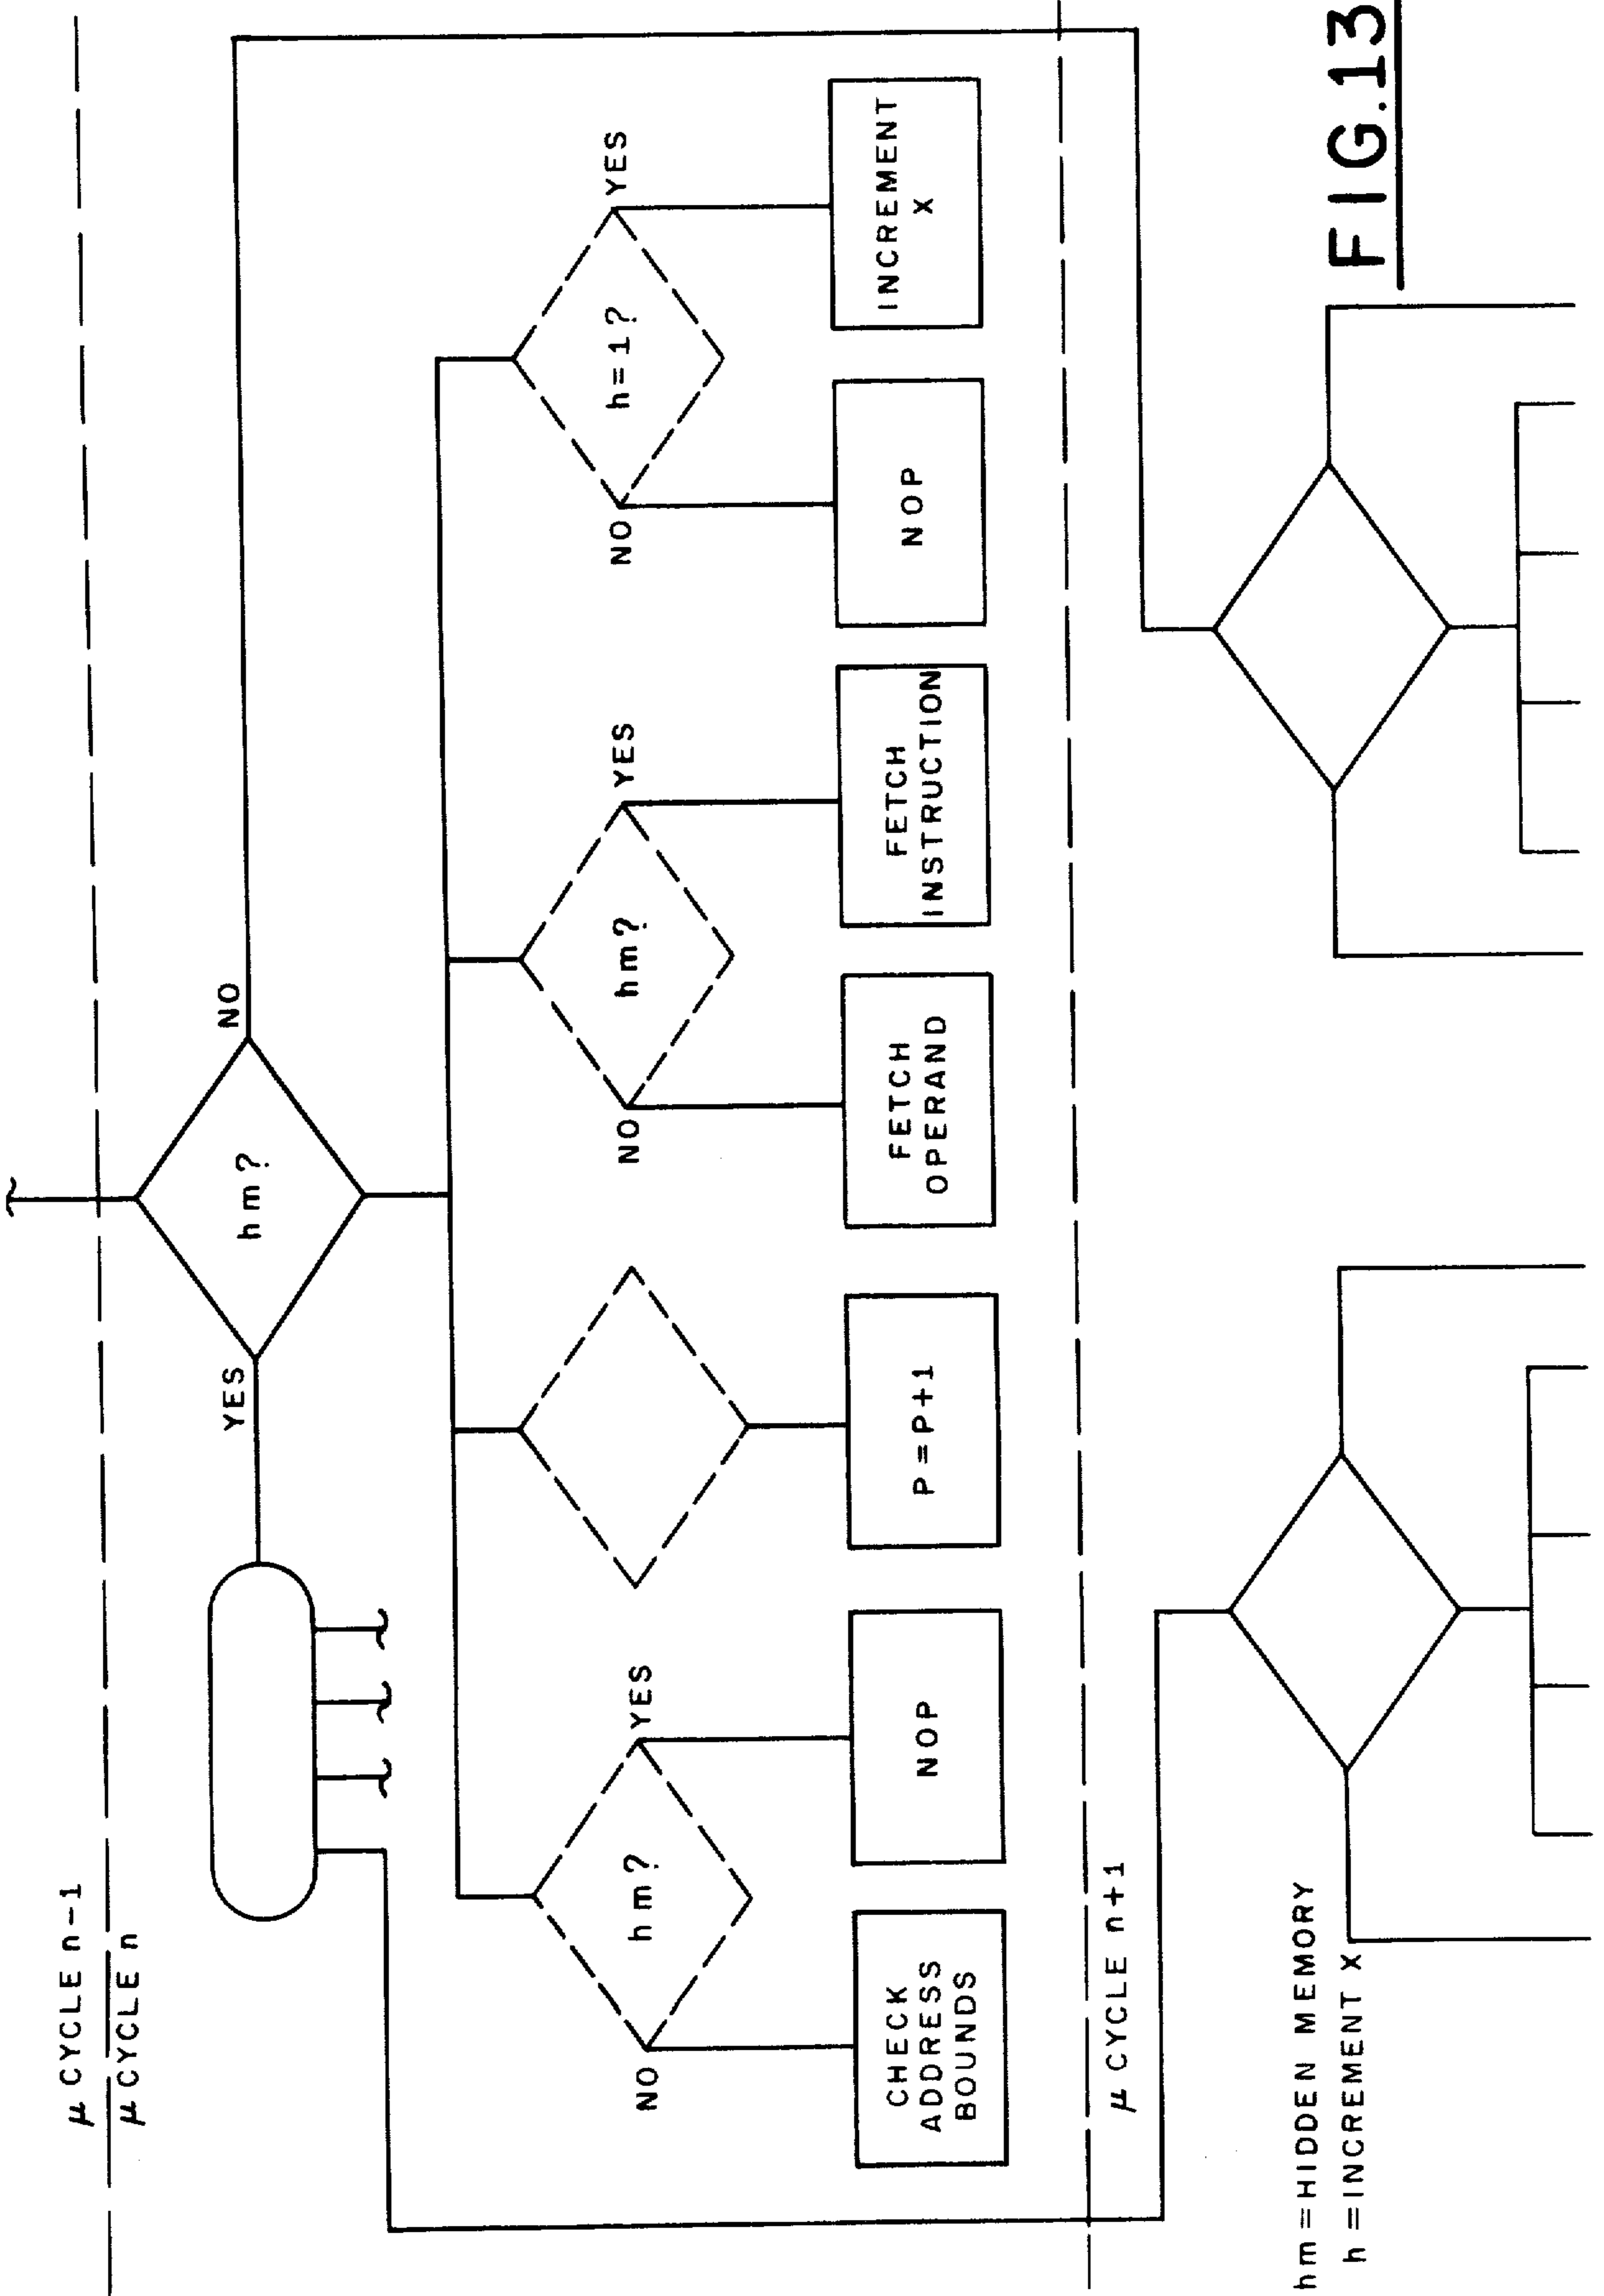 μ CYCLE n-1
μ CYCLE n
hm?
YES
NO
hm?
NO
YES
hm?
NO
YES
h=1?
NO
YES
CHECK
ADDRESS
BOUNDS
NOP
P=P+1
FETCH
OPERAND
FETCH
INSTRUCTION
NOP
INCREMENT
X
μ CYCLE n+1
hm=HIDDEN MEMORY
h=INCREMENT X
FIG.13